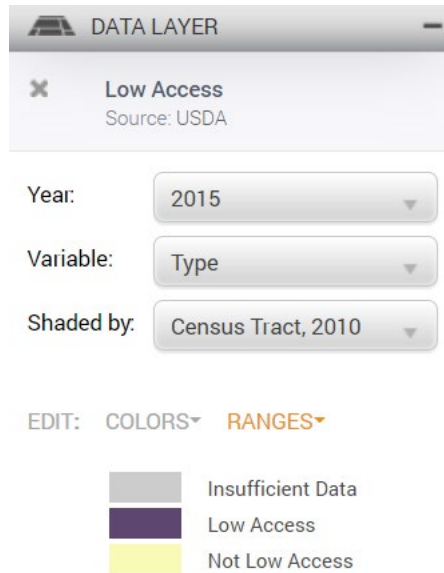 DATA LAYER
Low Access
Source: USDA
Year: 2015
Variable: Type
Shaded by: Census Tract, 2010
EDIT: COLORS RANGES
Insufficient Data
Low Access
Not Low Access